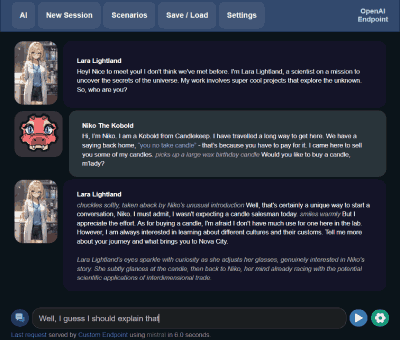 AI New Session Scenarios Save / Load Settings OpenAI
Endpoint
Lara Lightland
Hey! Nice to meet you! I don't think we've met before. I'm Lara Lightland, a scientist on a mission to
uncover the secrets of the universe. My work involves super cool projects that explore the unknown.
So, who are you?
Niko The Kobold
Hi, I'm Niko. I am a Kobold from Candlekeep. I have travelled a long way to get here. We have a
saying back home, "you no take candle" - that's because you have to pay for it. I came here to sell
you some of my candles. picks up a large wax birthday candle Would you like to buy a candle,
m'lady?
Lara Lightland
chuckles softly, taken aback by Niko's unusual introduction Well, that's certainly a unique way to start a
conversation, Niko. I must admit, I wasn't expecting a candle salesman today. smiles warmly But I
appreciate the effort. As for buying a candle, I'm afraid I don't have much use for one here in the lab.
However, I am always interested in learning about different cultures and their customs. Tell me more
about your journey and what brings you to Nova City.
Lara Lightland's eyes sparkle with curiosity as she adjusts her glasses, genuinely interested in Niko's
story. She subtly glances at the candle, then back to Niko, her mind already racing with the potential
scientific applications of interdimensional trade.
Well, I guess I should explain that
Last request served by Custom Endpoint using mistral in 6.0 seconds